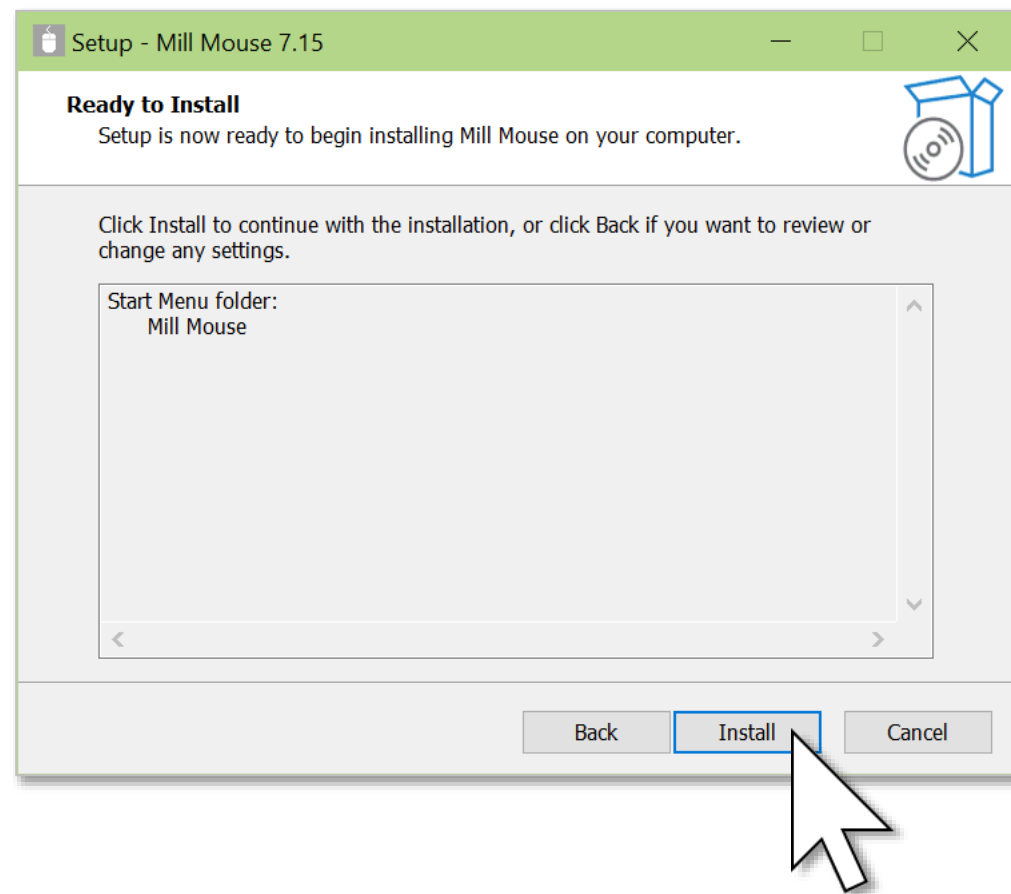 Setup - Mill Mouse 7.15
Ready to Install
Setup is now ready to begin installing Mill Mouse on your computer.
Click Install to continue with the installation, or click Back if you want to review or
change any settings.
Start Menu folder:
Mill Mouse
Back
Install
Cancel